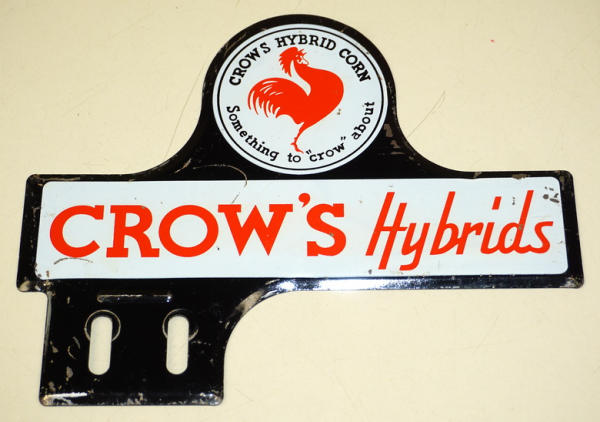 CROW'S HYBRID CORN
Something to "crow" about
CROW'S Hybrids